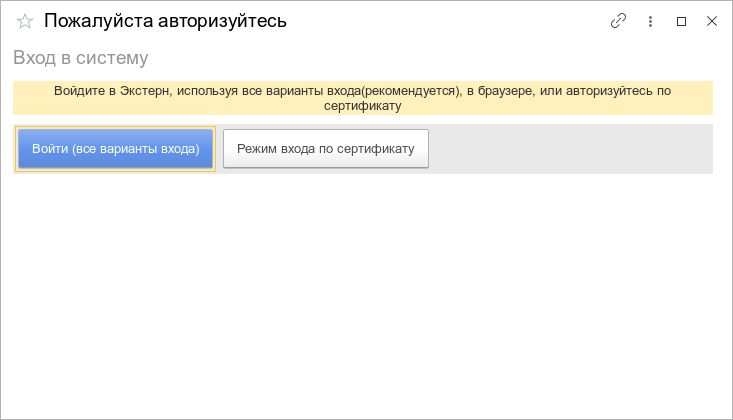 Пожалуйста авторизуйтесь
Вход в систему
Войдите в Экстерн, используя все варианты входа(рекомендуется), в браузере, или авторизуйтесь по
сертификату
Войти (все варианты входа)
Режим входа по сертификату